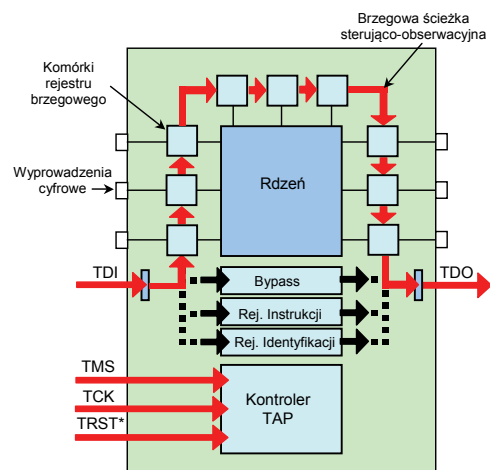 Brzegowa ścieżka
sterująco-obserwacyjna
Komórki
rejestru
brzegowego
Wyprowadzenia
cyfrowe
Rdzeń
TDI
TDO
Bypass
Rej. Instrukcji
Rej. Identyfikacji
TMS
TCK
TRST*
Kontroler
TAP